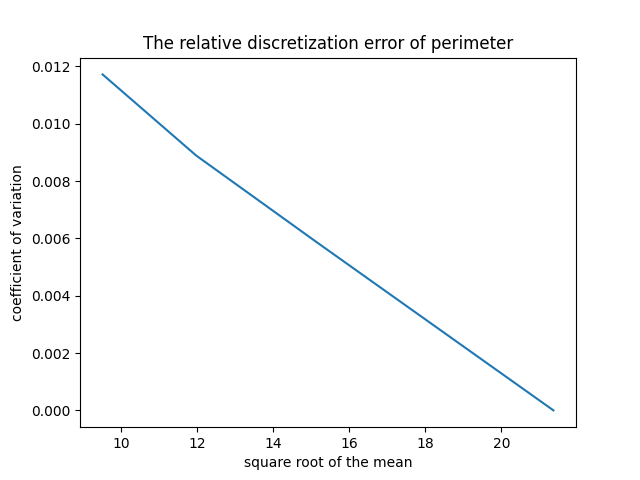 The relative discretization error of perimeter
0.012
0.010
0.008
0.006
0.004
0.002
0.000
coefficient of variation
10 12 14 16 18 20
square root of the mean